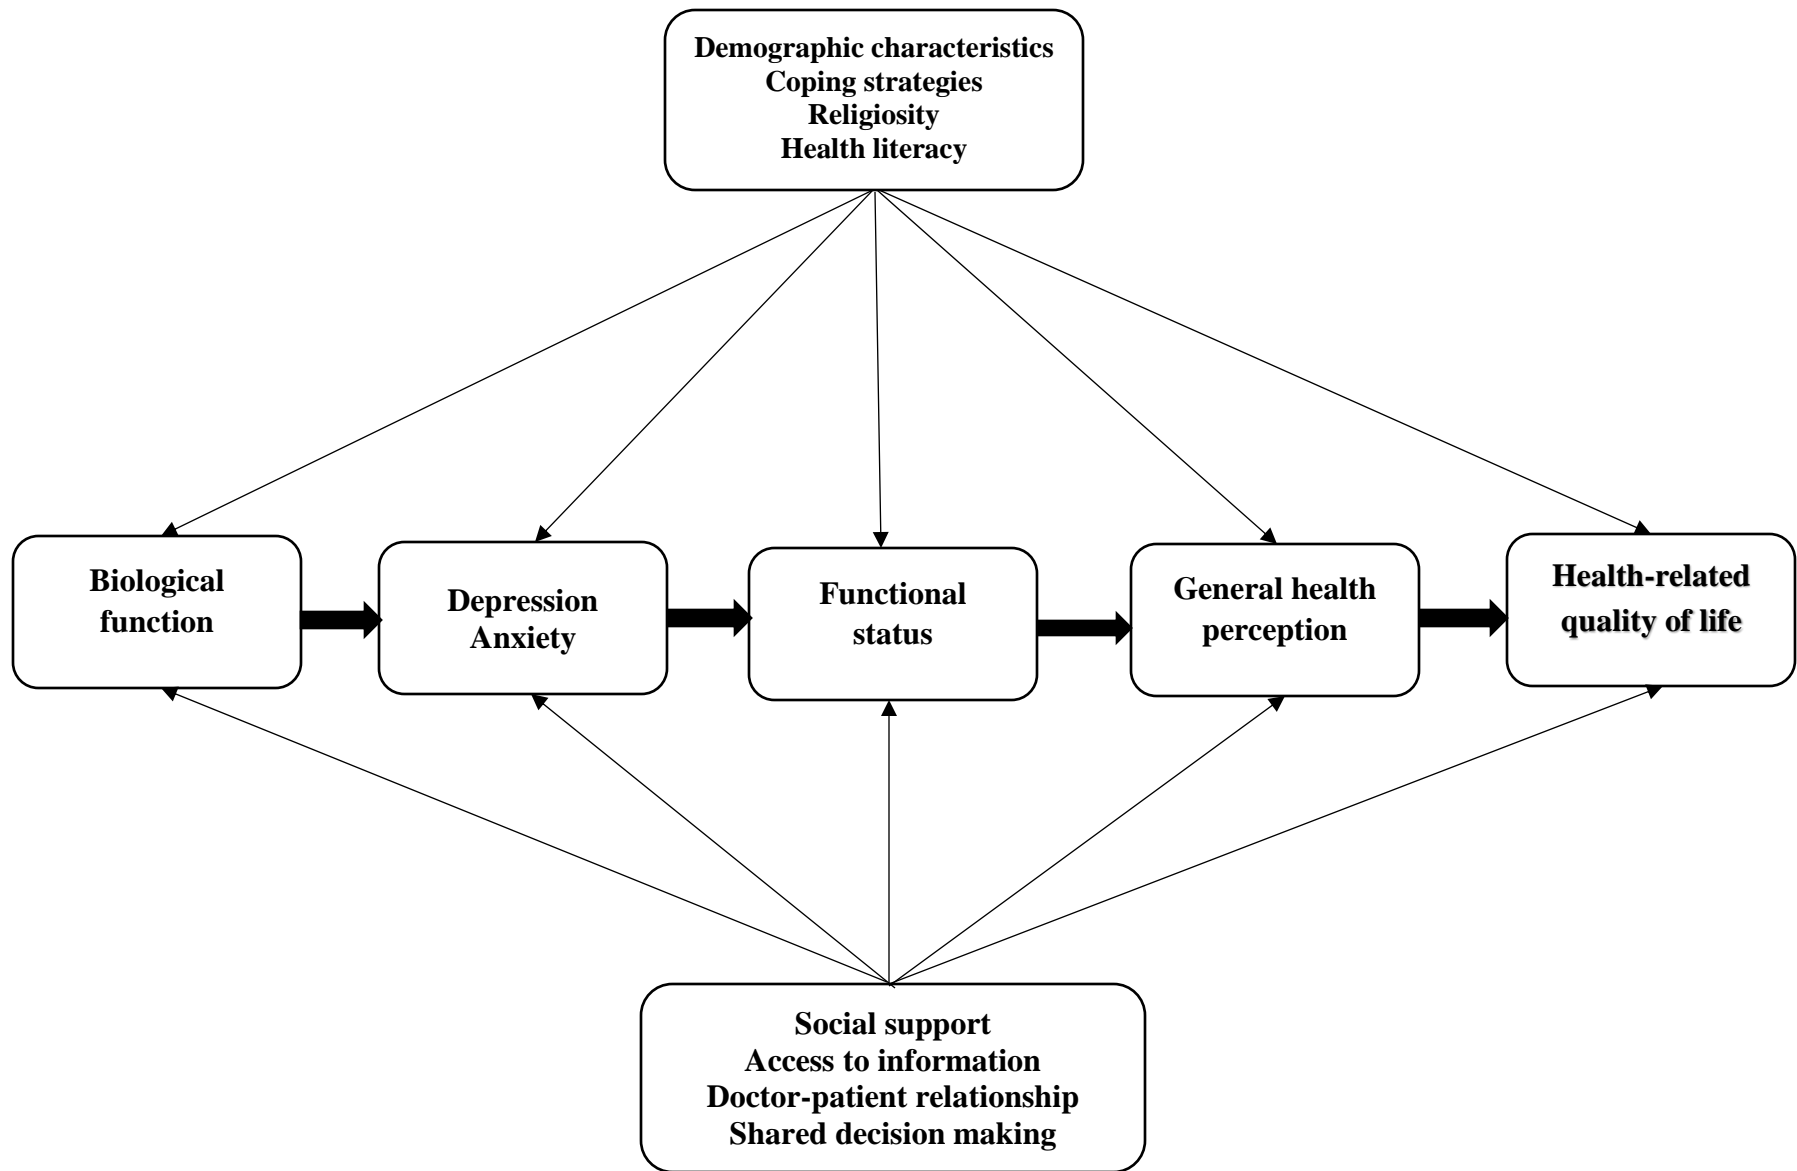 Demographic characteristics
Coping strategies
Religiosity
Health literacy
Biological
function
Depression
Anxiety
Functional
status
General health
perception
Health-related
quality of life
Social support
Access to information
Doctor-patient relationship
Shared decision making